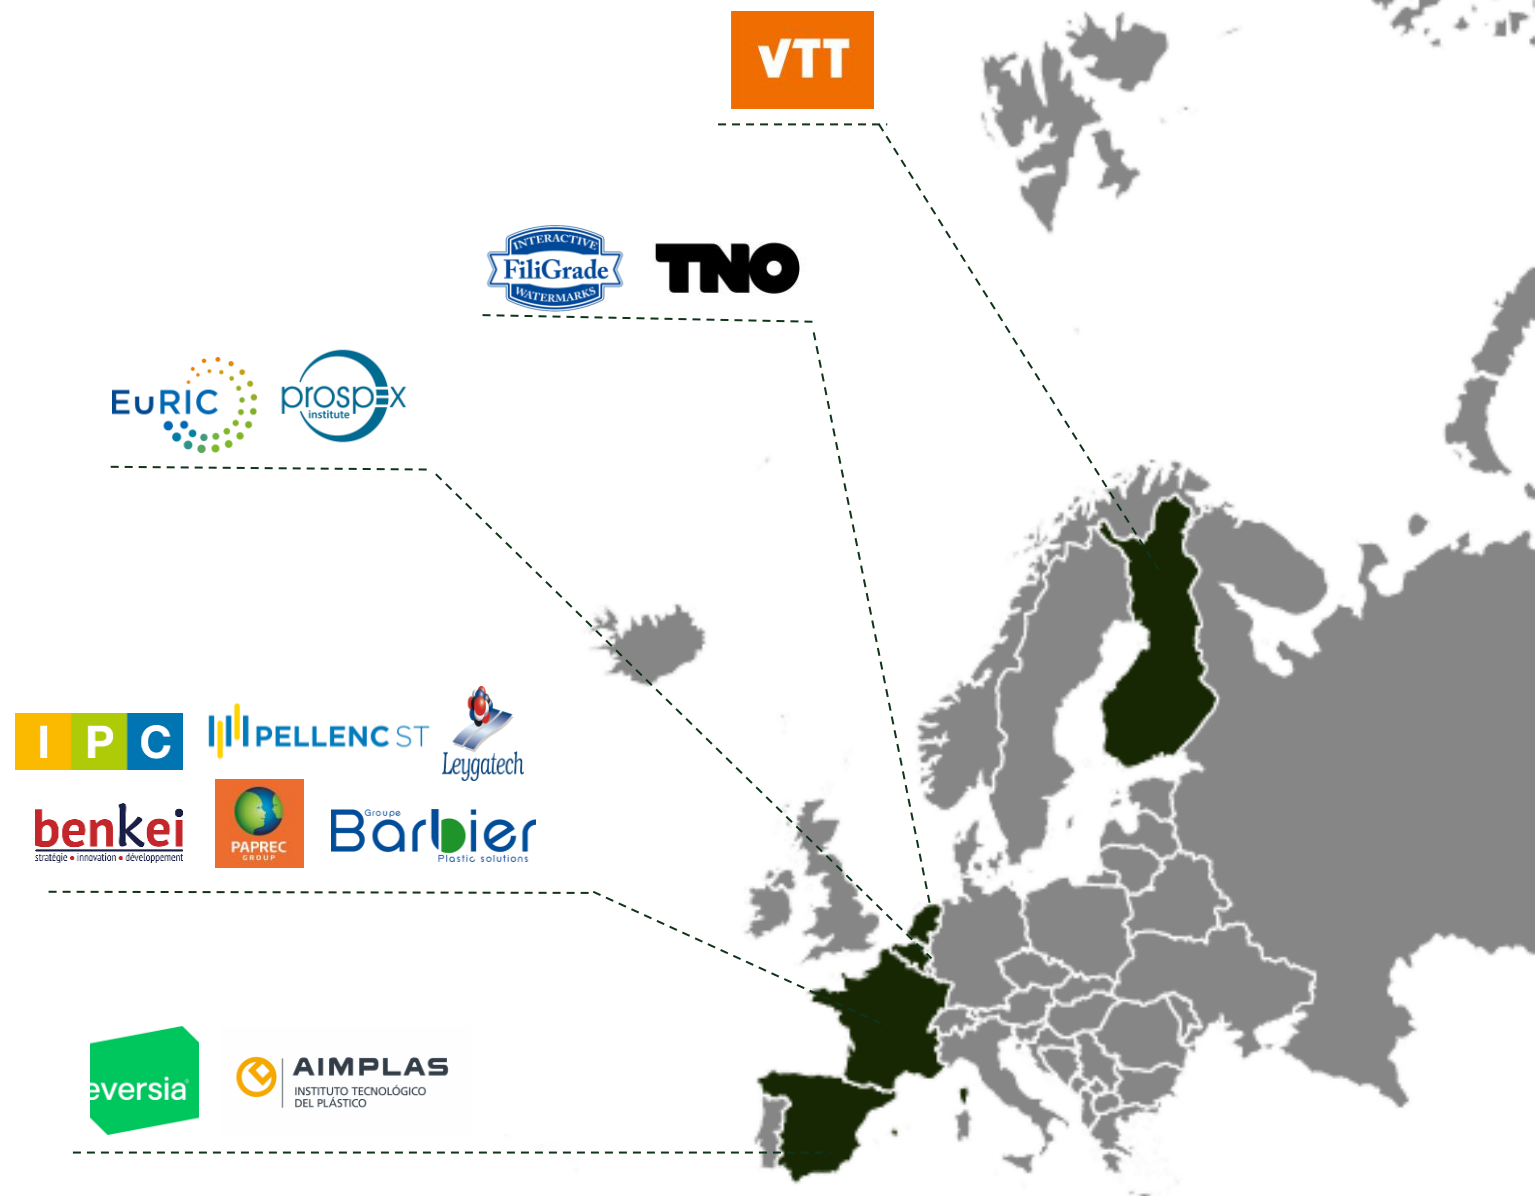 VTT
INTERACTIVE
FiliGrade
WATERMARKS
TNO
EuRIC
prospex
institute
IPC
PELLENC ST
Leygatech
benkei
stratégie • innovation • développement
PAPREC
GROUP
Groupe
Barbier
Plastic solutions
eversia
AIMPLAS
INSTITUTO TECNOLÓGICO
DEL PLÁSTICO